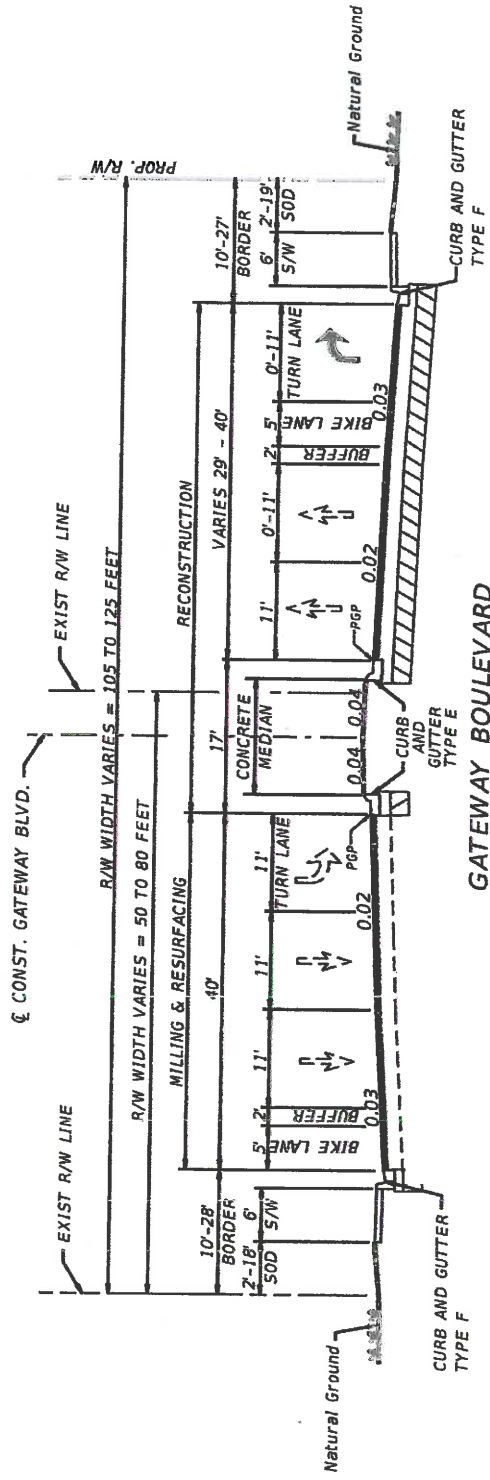 ℄ CONST. GATEWAY BLVD.
EXIST R/W LINE
EXIST R/W LINE
R/W WIDTH VARIES = 105 TO 125 FEET
PROP. R/W
R/W WIDTH VARIES = 50 TO 80 FEET
MILLING & RESURFACING
RECONSTRUCTION
10'-28'
BORDER
40'
17'
VARIES 29' - 40'
10'-27'
BORDER
2'-18'
SOD
6'
S/W
5'
BIKE LANE
2'
BUFFER
11'
11'
11'
TURN LANE
CONCRETE
MEDIAN
11'
0'-11'
2'
BUFFER
5'
BIKE LANE
0'-11'
TURN LANE
6'
S/W
2'-19'
SOD
Natural Ground
0.03
0.02
PGP
0.04
0.04
PGP
0.02
0.03
Natural Ground
CURB AND GUTTER
TYPE F
CURB
AND
GUTTER
TYPE E
CURB AND GUTTER
TYPE F
GATEWAY BOULEVARD